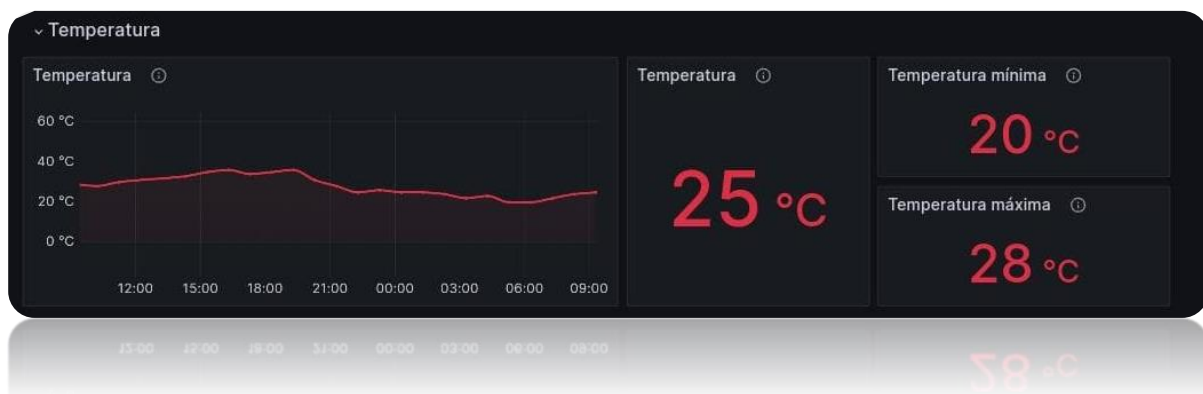 Temperatura
Temperatura
60 °C
40 °C
20 °C
0 °C
12:00 15:00 18:00 21:00 00:00 03:00 06:00 09:00
Temperatura
25 °C
Temperatura mínima
20 °C
Temperatura máxima
28 °C